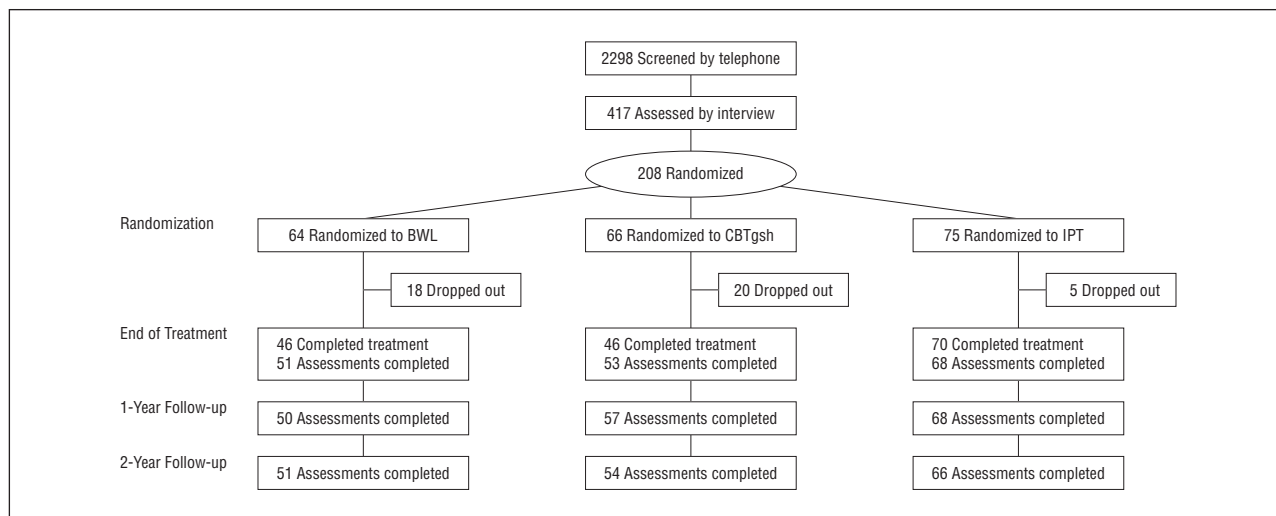 2298 Screened by telephone
417 Assessed by interview
208 Randomized
Randomization
64 Randomized to BWL
66 Randomized to CBTgsh
75 Randomized to IPT
18 Dropped out
20 Dropped out
5 Dropped out
End of Treatment
46 Completed treatment
51 Assessments completed
46 Completed treatment
53 Assessments completed
70 Completed treatment
68 Assessments completed
1-Year Follow-up
50 Assessments completed
57 Assessments completed
68 Assessments completed
2-Year Follow-up
51 Assessments completed
54 Assessments completed
66 Assessments completed